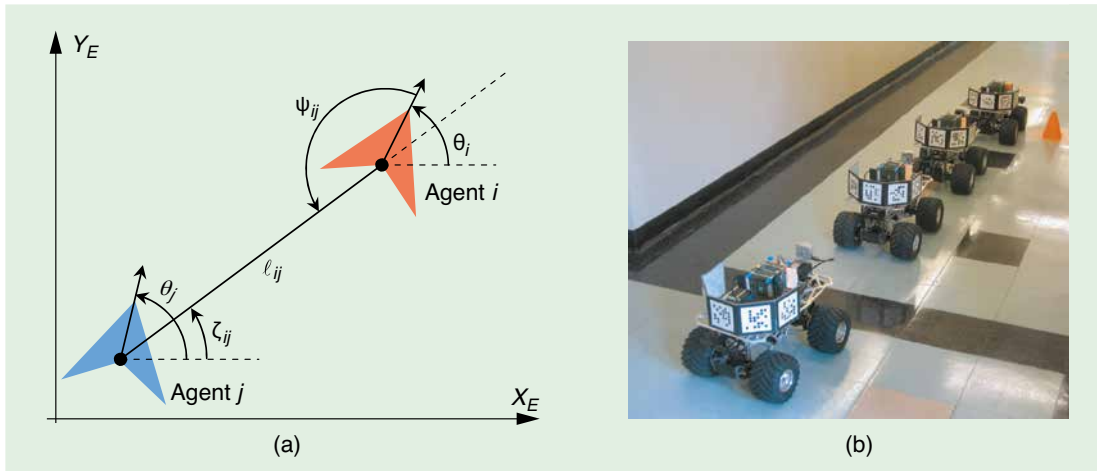 Y_E
ψ_ij
θ_i
Agent i
ℓ_ij
θ_j
ζ_ij
Agent j
X_E
(a)
(b)